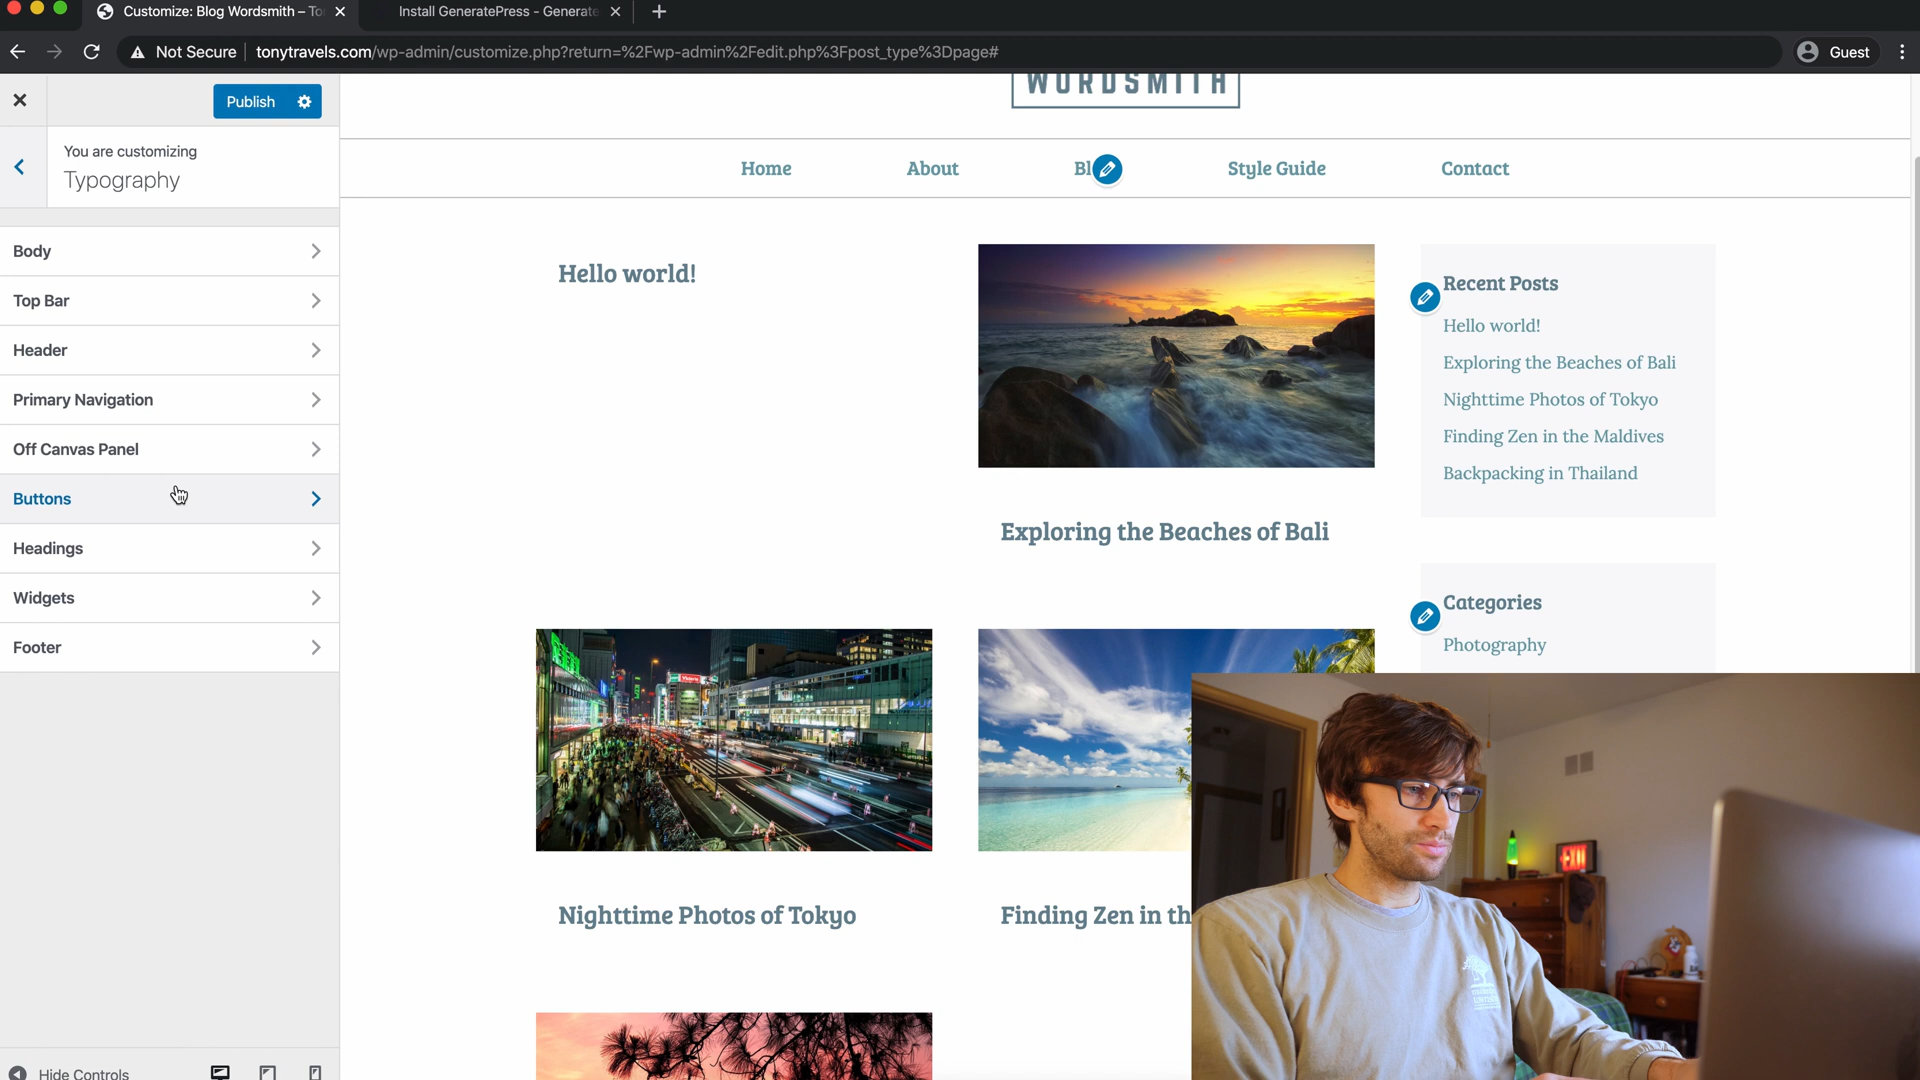 Customize: Blog Wordsmith – To
Install GeneratePress - Generate
Not Secure
tonytravels.com/wp-admin/customize.php?return=%2Fwp-admin%2Fedit.php%3Fpost_type%3Dpage#
Guest
Publish
You are customizing
Typography
Body
Top Bar
Header
Primary Navigation
Off Canvas Panel
Buttons
Headings
Widgets
Footer
Hide Controls
WORDSMITH
Home
About
Bl
Style Guide
Contact
Hello world!
Exploring the Beaches of Bali
Nighttime Photos of Tokyo
Finding Zen in th
Recent Posts
Hello world!
Exploring the Beaches of Bali
Nighttime Photos of Tokyo
Finding Zen in the Maldives
Backpacking in Thailand
Categories
Photography
EXIT